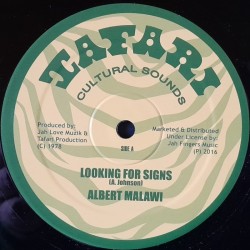 TAFARI
CULTURAL SOUNDS
Produced by:
Jah Love Muzik &
Tafari Production
(C) 1978
SIDE A
Marketed & Distributed
Under License by
Jah Fingers Music
(P) 2016
LOOKING FOR SIGNS
(A. Johnson)
ALBERT MALAWI